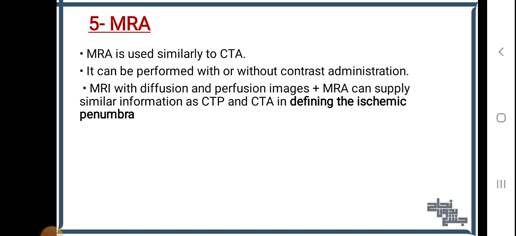 5- MRA
• MRA is used similarly to CTA.
• It can be performed with or without contrast administration.
• MRI with diffusion and perfusion images + MRA can supply
similar information as CTP and CTA in defining the ischemic
penumbra